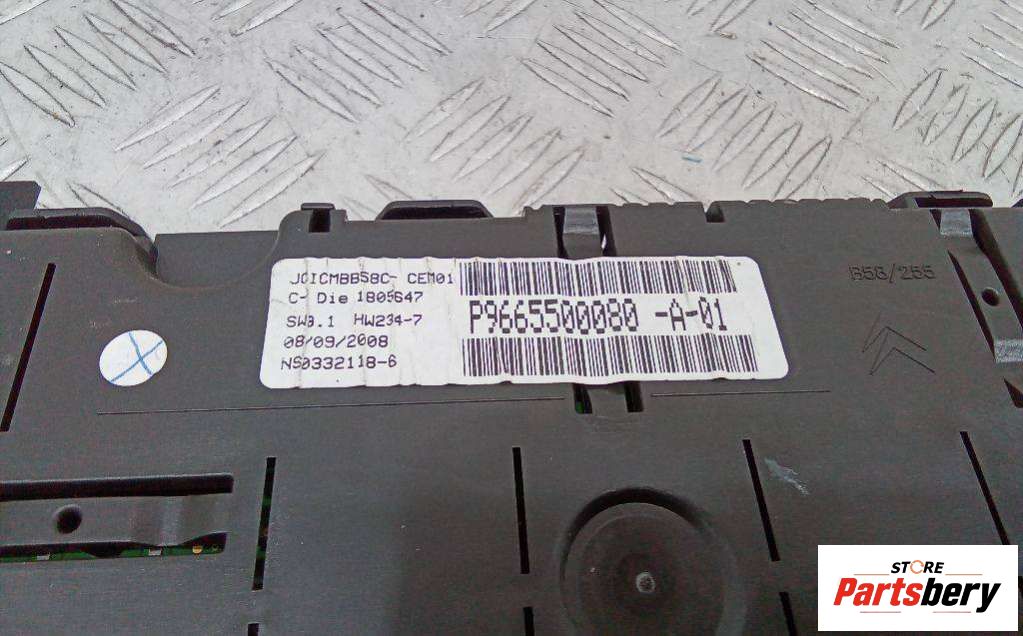 JCICMBB58C- CEM01
C- Die 1805647
SW3.1 HW234-7
08/09/2008
NS0332118-6
P9665500080 -A-01
B58/255
STORE
Partsbery